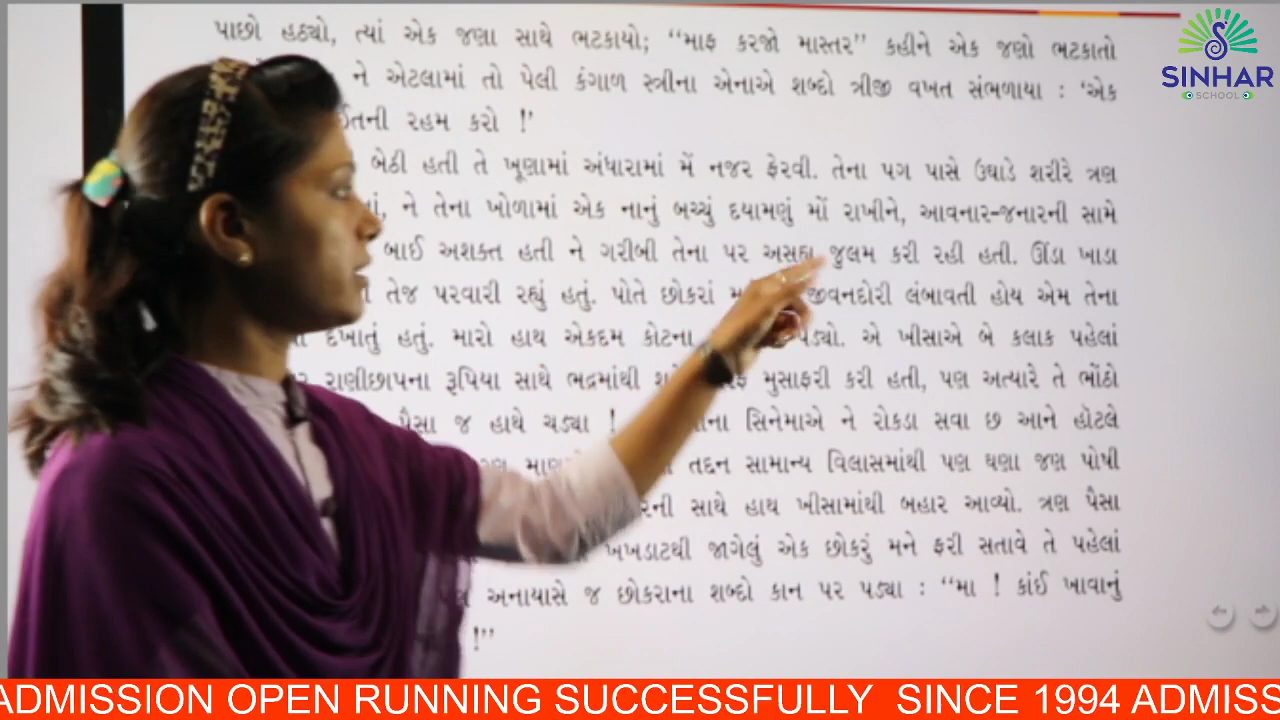 પાછો હઠ્યો, ત્યાં એક જણા સાથે ભટકાયો; “માફ કરજો માસ્તર” કહીને એક જણો ભટકાતો
ને એટલામાં તો પેલી કંગાળ સ્ત્રીના એનાએ શબ્દો ત્રીજી વખત સંભળાયા : ‘એક
રહમ કરો !’
બેઠી હતી તે ખૂણામાં અંધારામાં મેં નજર ફેરવી. તેના પગ પાસે ઉઘાડે શરીરે ત્રણ
ને તેના ખોળામાં એક નાનું બચ્ચું દયામણું મોં રાખીને, આવનાર-જનારની સામે
બાઈ અશક્ત હતી ને ગરીબી તેના પર અસહ્ય જુલમ કરી રહી હતી. ઊંડા ખાડા
તેજ પરવારી રહ્યું હતું. પોતે છોકરાં જીવનદોરી લંબાવતી હોય એમ તેના
દેખાતું હતું. મારો હાથ એકદમ કોટના પડ્યો. એ ખીસાએ બે કલાક પહેલાં
રાણીછાપના રૂપિયા સાથે ભદ્રમાંથી મુસાફરી કરી હતી, પણ અત્યારે તે ભોંઠો
પૈસા જ હાથે ચડ્યા ! સિનેમાએ ને રોકડા સવા છ આને હૉટલે
તદ્દન સામાન્ય વિલાસમાંથી પણ ઘણા જણ પોષી
સાથે હાથ ખીસામાંથી બહાર આવ્યો. ત્રણ પૈસા
ખખડાટથી જાગેલું એક છોકરું મને ફરી સતાવે તે પહેલાં
અનાયાસે જ છોકરાના શબ્દો કાન પર પડ્યા : “મા ! કાંઈ ખાવાનું
!”
SINHAR
SCHOOL
ADMISSION OPEN RUNNING SUCCESSFULLY SINCE 1994 ADMISS